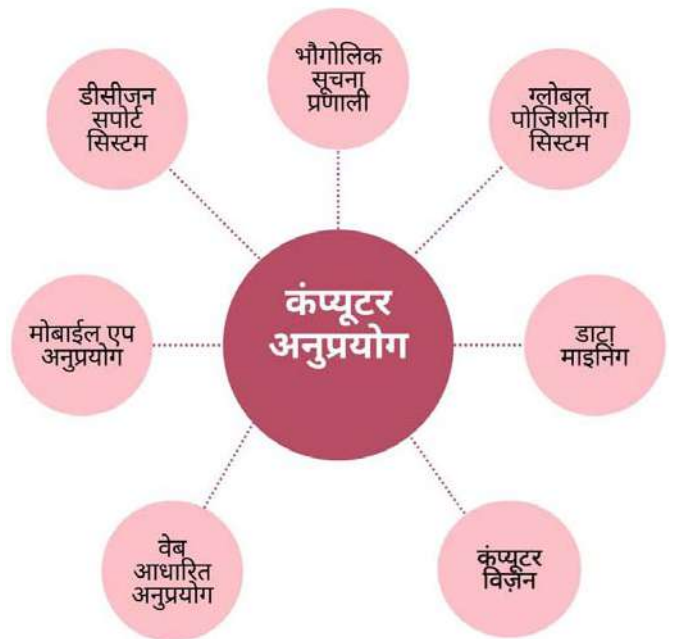 भौगोलिक
सूचना
प्रणाली
ग्लोबल
पोजिशनिंग
सिस्टम
डाटा
माइनिंग
कंप्यूटर
विज़न
वेब
आधारित
अनुप्रयोग
मोबाईल एप
अनुप्रयोग
डीसीजन
सपोर्ट
सिस्टम
कंप्यूटर
अनुप्रयोग